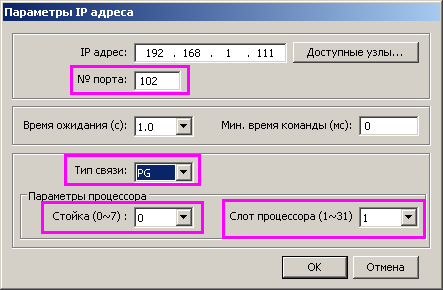 Параметры IP адреса
IP адрес: 192 . 168 . 1 . 111 Доступные узлы...
№ порта: 102
Время ожидания (с): 1.0 Мин. время команды (мс): 0
Тип связи: PG
Параметры процессора
Стойка (0~7) : 0 Слот процессора (1~31) 1
OK Отмена